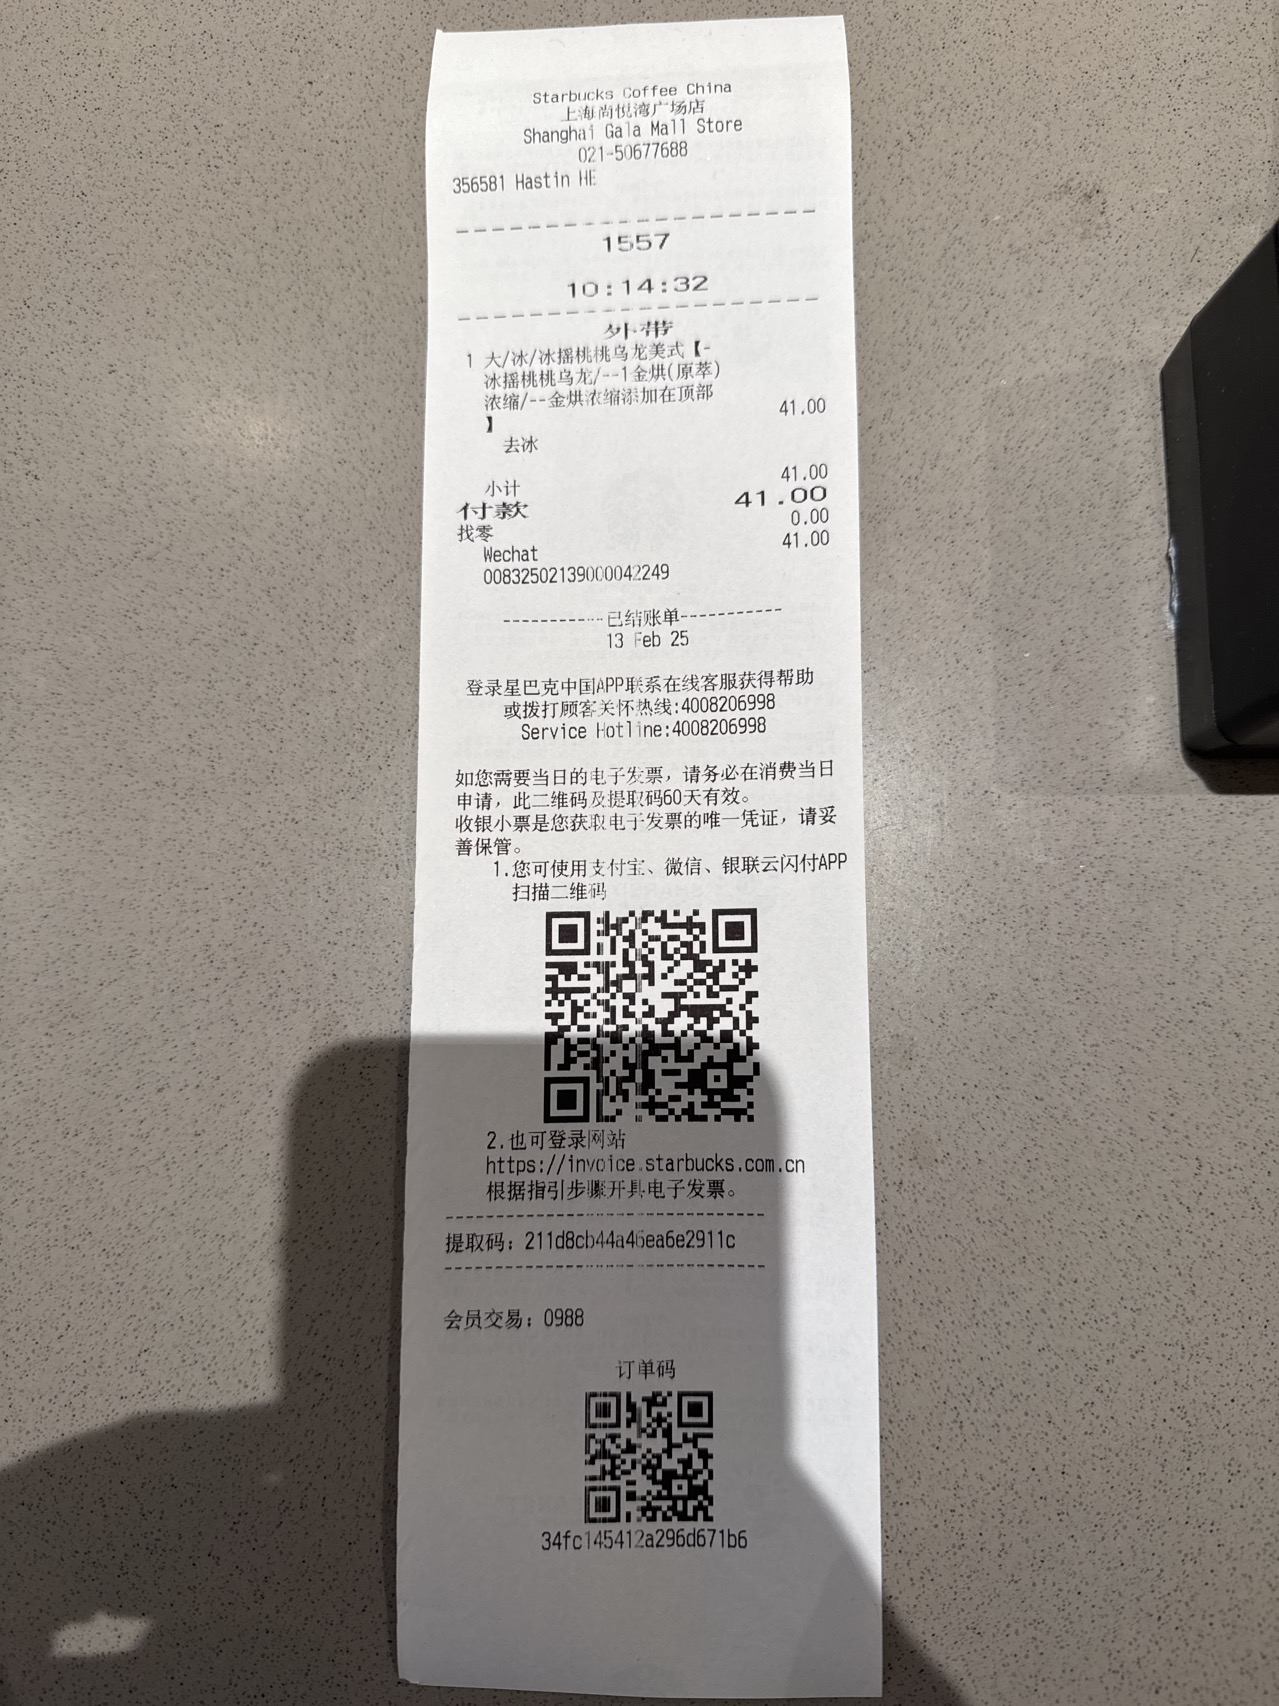 Starbucks Coffee China
上海尚悦湾广场店
Shanghai Gala Mall Store
021-50677688
356581 Hastin HE
1557
10:14:32
外带
1 大/冰/冰摇桃桃乌龙美式【-
冰摇桃桃乌龙/--1金烘(原萃)
浓缩/--金烘浓缩添加在顶部
】 41.00
去冰
小计 41.00
付款 41.00
找零 0.00
Wechat 41.00
00832502139000042249
------------已结账单------------
13 Feb 25
登录星巴克中国APP联系在线客服获得帮助
或拨打顾客关怀热线:4008206998
Service Hotline:4008206998
如您需要当日的电子发票，请务必在消费当日
申请，此二维码及提取码60天有效。
收银小票是您获取电子发票的唯一凭证，请妥
善保管。
1.您可使用支付宝、微信、银联云闪付APP
扫描二维码
2.也可登录网站
https://invoice.starbucks.com.cn
根据指引步骤开具电子发票。
提取码：211d8cb44a46ea6e2911c
会员交易：0988
订单码
34fc145412a296d671b6